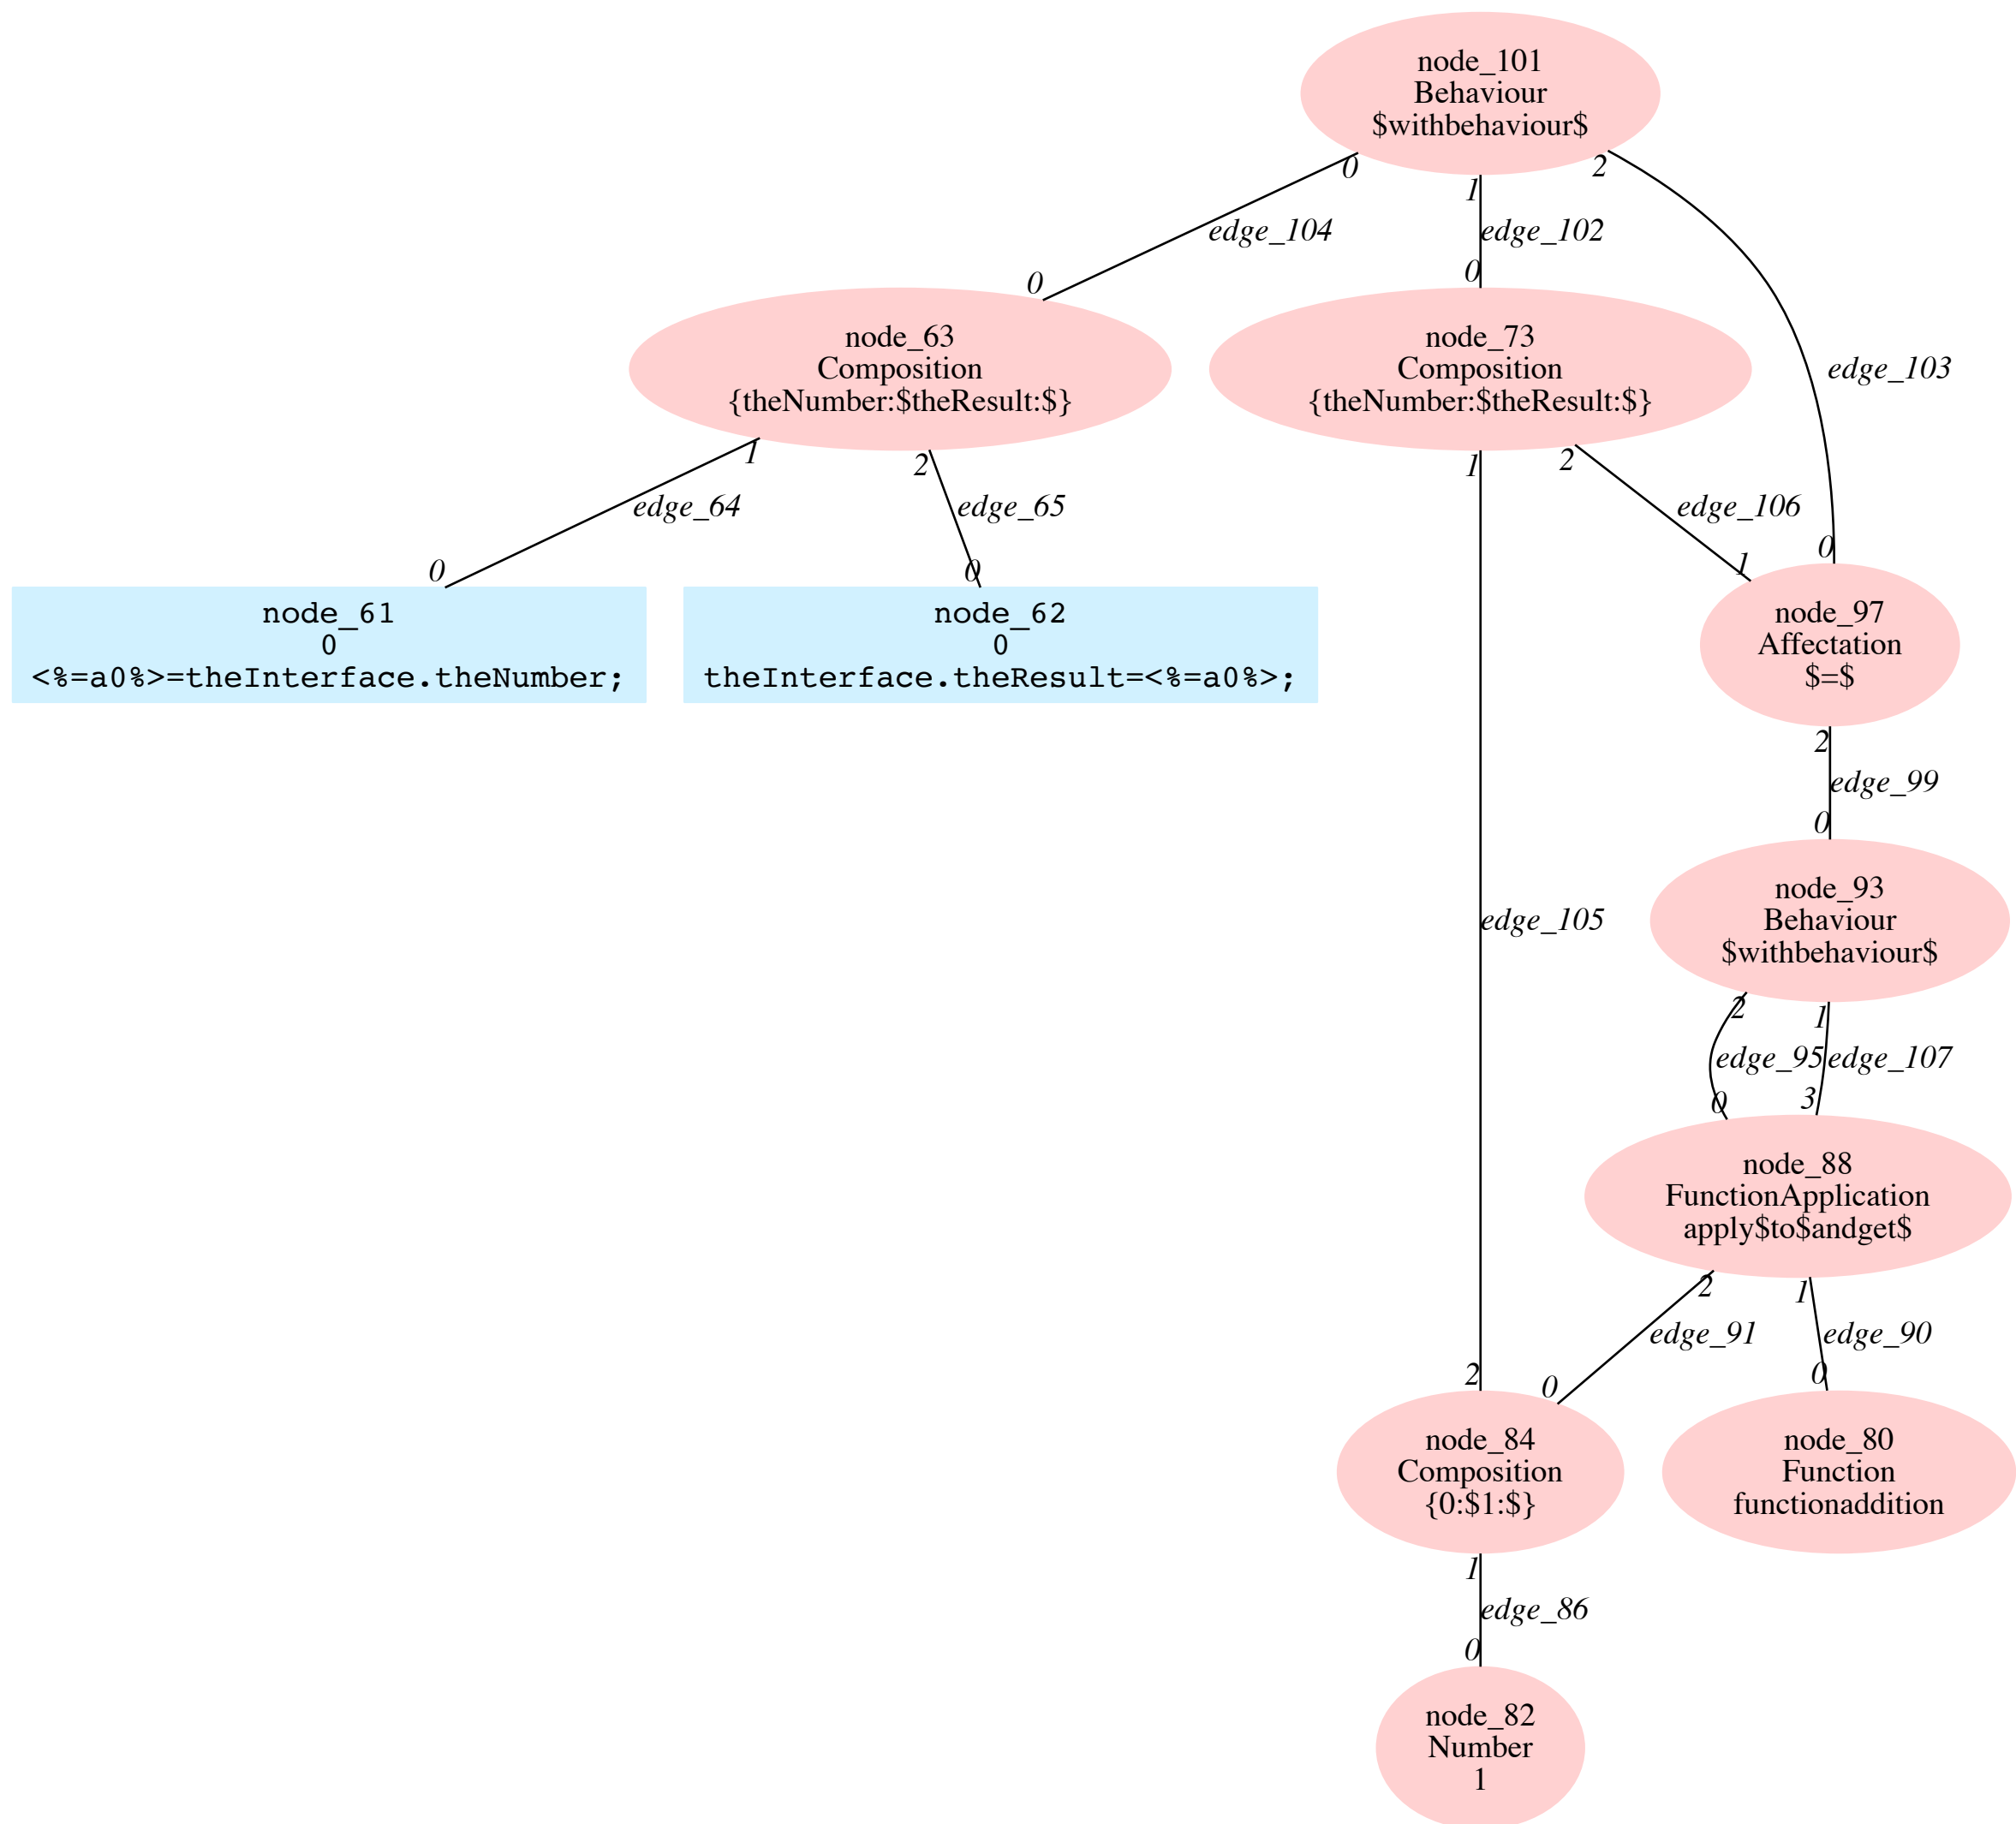 node_101
Behaviour
$withbehaviour$
0
1
2
edge_104
edge_102
edge_103
0
0
node_63
Composition
{theNumber:$theResult:$}
node_73
Composition
{theNumber:$theResult:$}
1
2
1
2
edge_64
edge_65
edge_106
0
0
0
1
node_61
0
<%=a0%>=theInterface.theNumber;
node_62
0
theInterface.theResult=<%=a0%>;
node_97
Affectation
$=$
2
edge_99
0
node_93
Behaviour
$withbehaviour$
edge_105
2
1
edge_95
edge_107
0
3
node_88
FunctionApplication
apply$to$andget$
2
1
edge_91
edge_90
2
0
0
node_84
Composition
{0:$1:$}
node_80
Function
functionaddition
1
edge_86
0
node_82
Number
1